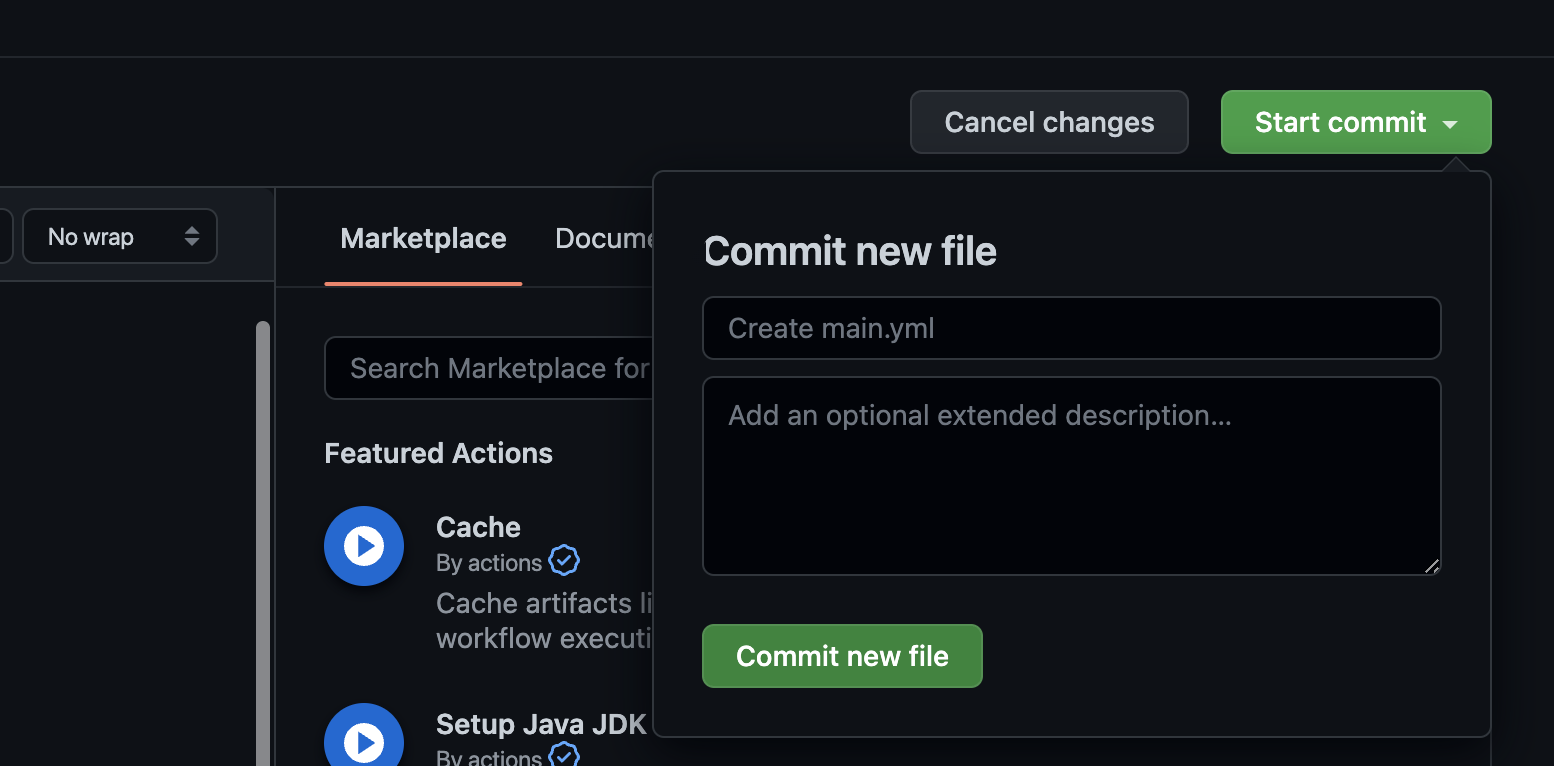 Cancel changes
Start commit
No wrap
Marketplace
Docume
Commit new file
Create main.yml
Add an optional extended description...
Commit new file
Search Marketplace for
Featured Actions
Cache
By actions
Cache artifacts li
workflow executi
Setup Java JDK
By actions